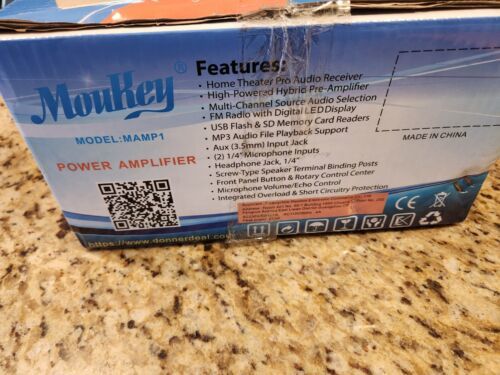 MouKey®
MODEL:MAMP1
POWER AMPLIFIER
https://www.donnerdeal.com
Features:
• Home Theater Pro Audio Receiver
• High-Powered Hybrid Pre-Amplifier
• Multi-Channel Source Audio Selection
• FM Radio with Digital LED Display
• USB Flash & SD Memory Card Readers
• MP3 Audio File Playback Support
• Aux (3.5mm) Input Jack
• (2) 1/4" Microphone Inputs
• Headphone Jack, 1/4"
• Screw-Type Speaker Terminal Binding Posts
• Front Panel Button & Rotary Control Center
• Microphone Volume/Echo Control
• Integrated Overload & Short Circuitry Protection
MADE IN CHINA